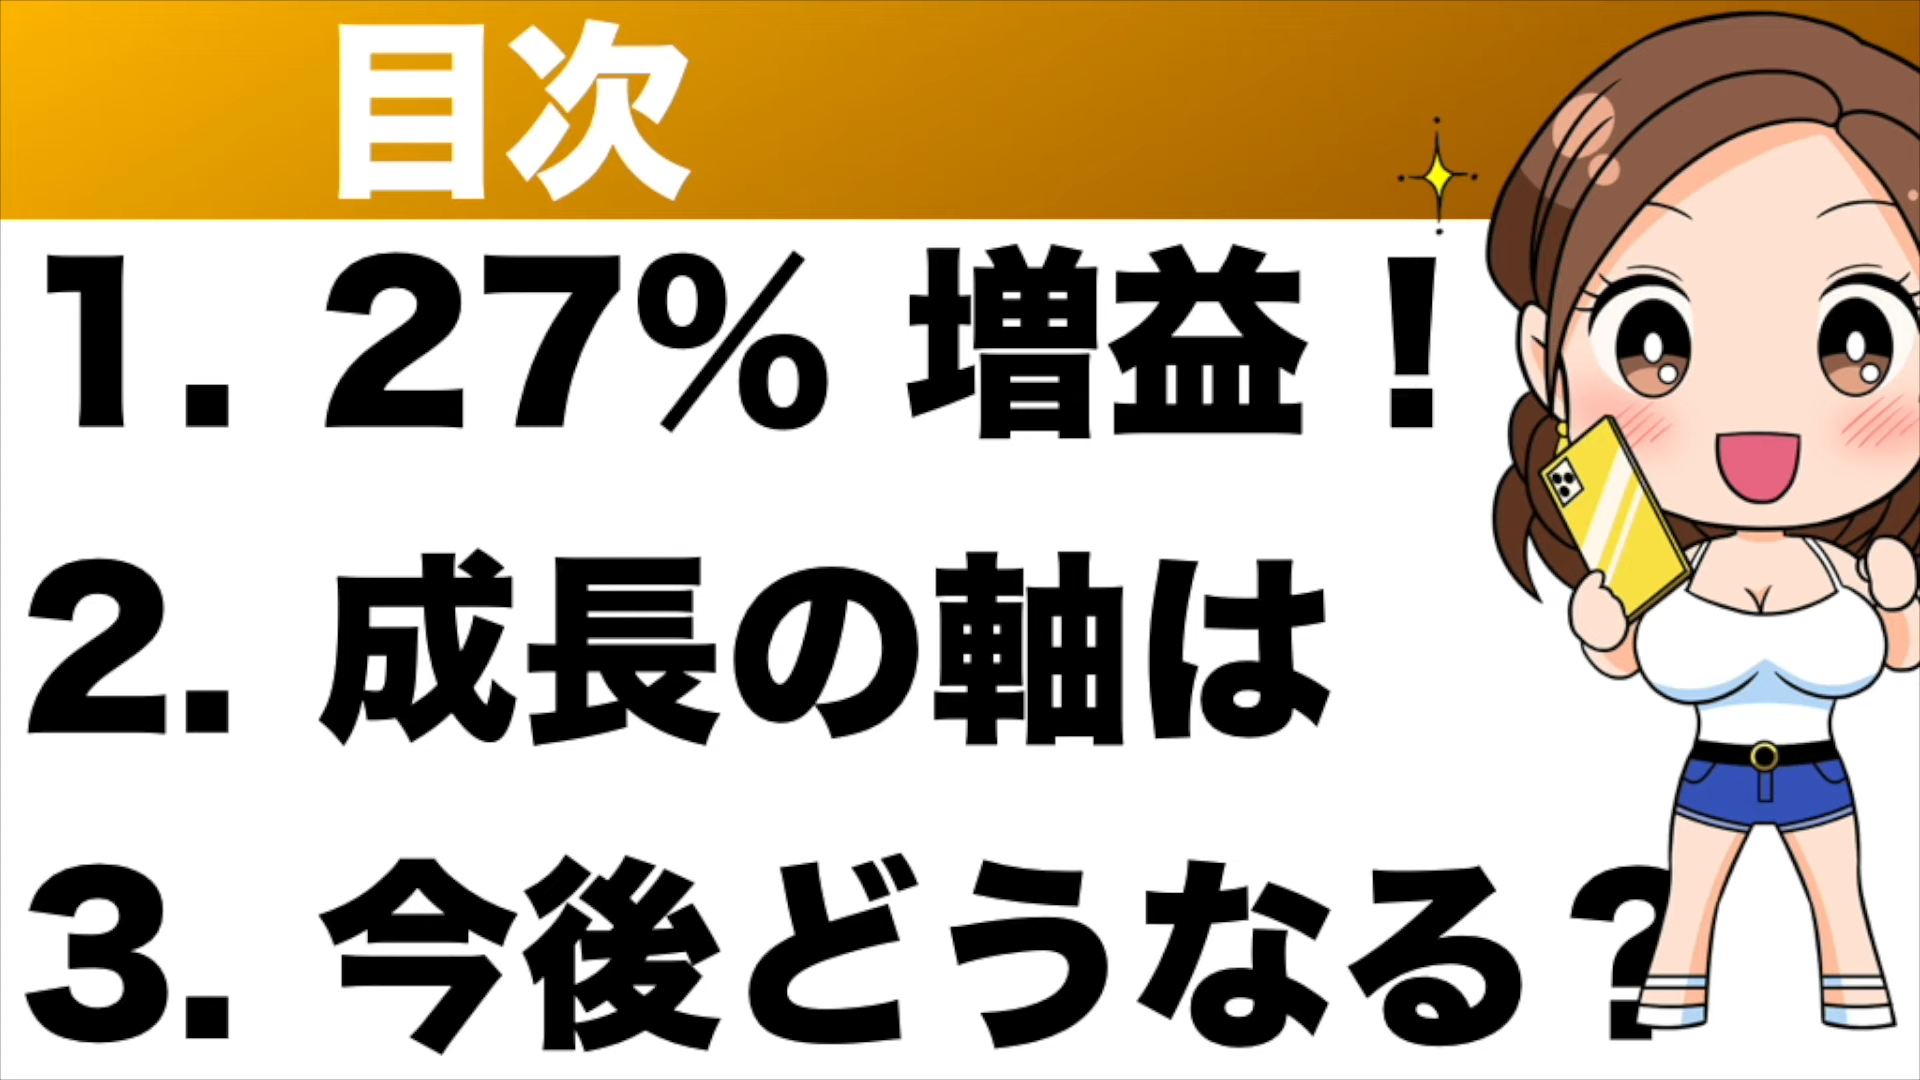 目次
1. 27% 増益！
2. 成長の軸は
3. 今後どうなる？